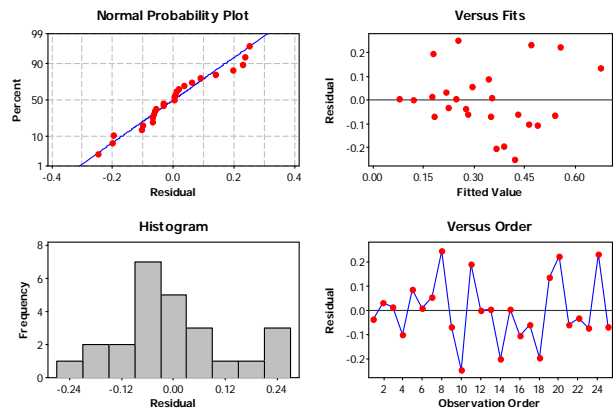 Normal Probability Plot
Percent
99
90
50
10
1
-0.4
-0.2
0.0
0.2
0.4
Residual
Versus Fits
Residual
0.2
0.1
0.0
-0.1
-0.2
0.00
0.15
0.30
0.45
0.60
Fitted Value
Histogram
Frequency
8
6
4
2
0
-0.24
-0.12
0.00
0.12
0.24
Residual
Versus Order
Residual
0.2
0.1
0.0
-0.1
-0.2
2 4 6 8 10 12 14 16 18 20 22 24
Observation Order